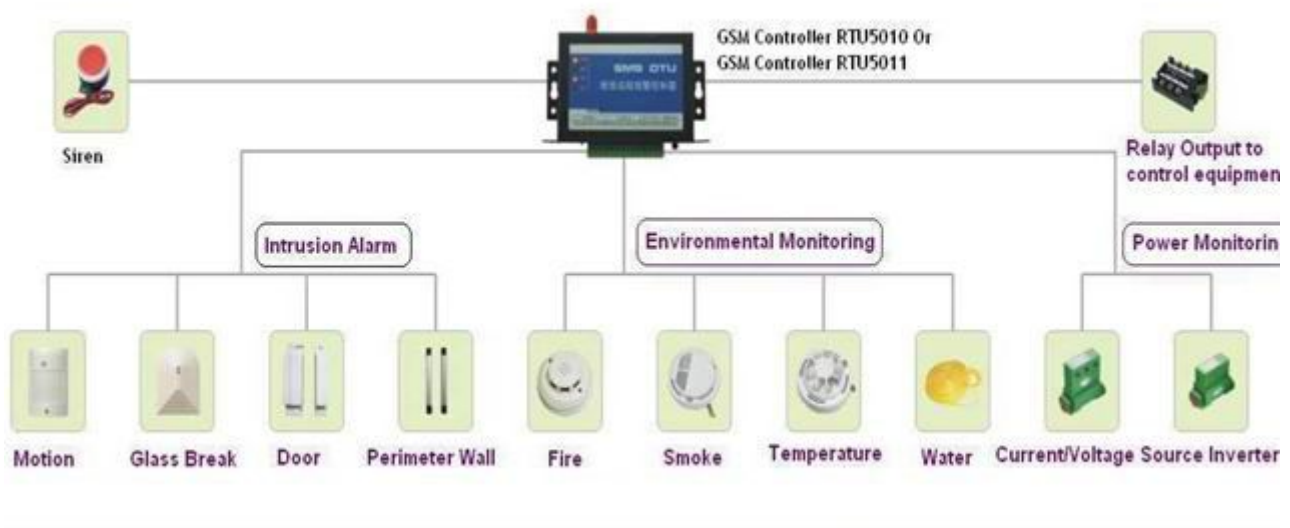 GSM Controller RTU5010 Or
GSM Controller RTU5011
SMS DTU
Siren
Relay Output to
control equipmen
Intrusion Alarm
Environmental Monitoring
Power Monitorin
Motion
Glass Break
Door
Perimeter Wall
Fire
Smoke
Temperature
Water
Current/Voltage
Source Inverter